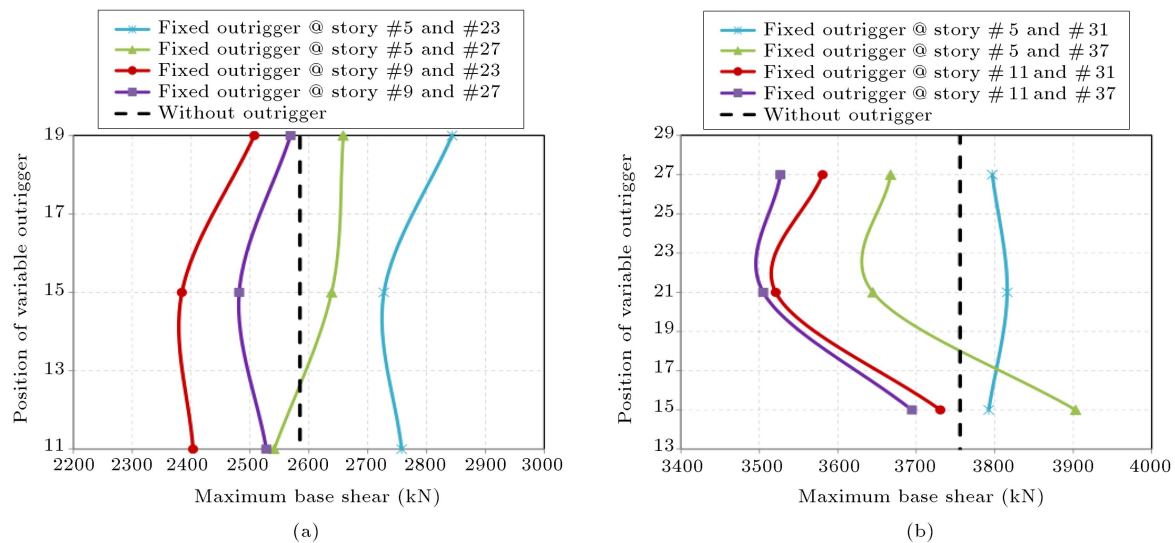 Fixed outrigger @ story #5 and #23
Fixed outrigger @ story #5 and #27
Fixed outrigger @ story #9 and #23
Fixed outrigger @ story #9 and #27
Without outrigger
Position of variable outrigger
19
17
15
13
11
2200 2300 2400 2500 2600 2700 2800 2900 3000
Maximum base shear (kN)
(a)
Fixed outrigger @ story #5 and #31
Fixed outrigger @ story #5 and #37
Fixed outrigger @ story #11 and #31
Fixed outrigger @ story #11 and #37
Without outrigger
Position of variable outrigger
29
27
25
23
21
19
17
15
13
3400 3500 3600 3700 3800 3900 4000
Maximum base shear (kN)
(b)